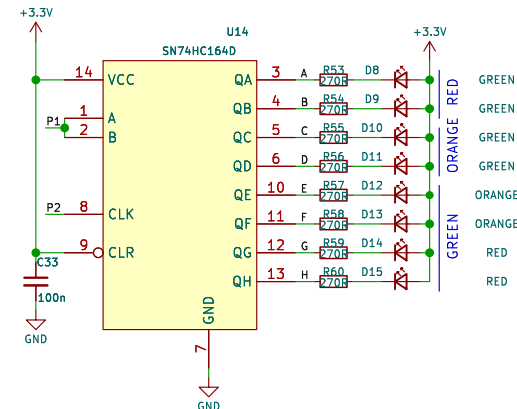 +3.3V
+3.3V
U14
SN74HC164D
14 VCC
QA 3 A R53 270R D8 GREEN
1 A
P1
2 B
QB 4 B R54 270R D9 GREEN
QC 5 C R55 270R D10 GREEN
QD 6 D R56 270R D11 GREEN
QE 10 E R57 270R D12 ORANGE
P2 8 CLK
QF 11 F R58 270R D13 ORANGE
9 CLR
QG 12 G R59 270R D14 RED
QH 13 H R60 270R D15 RED
RED
ORANGE
GREEN
C33
100n
GND
GND
7
GND